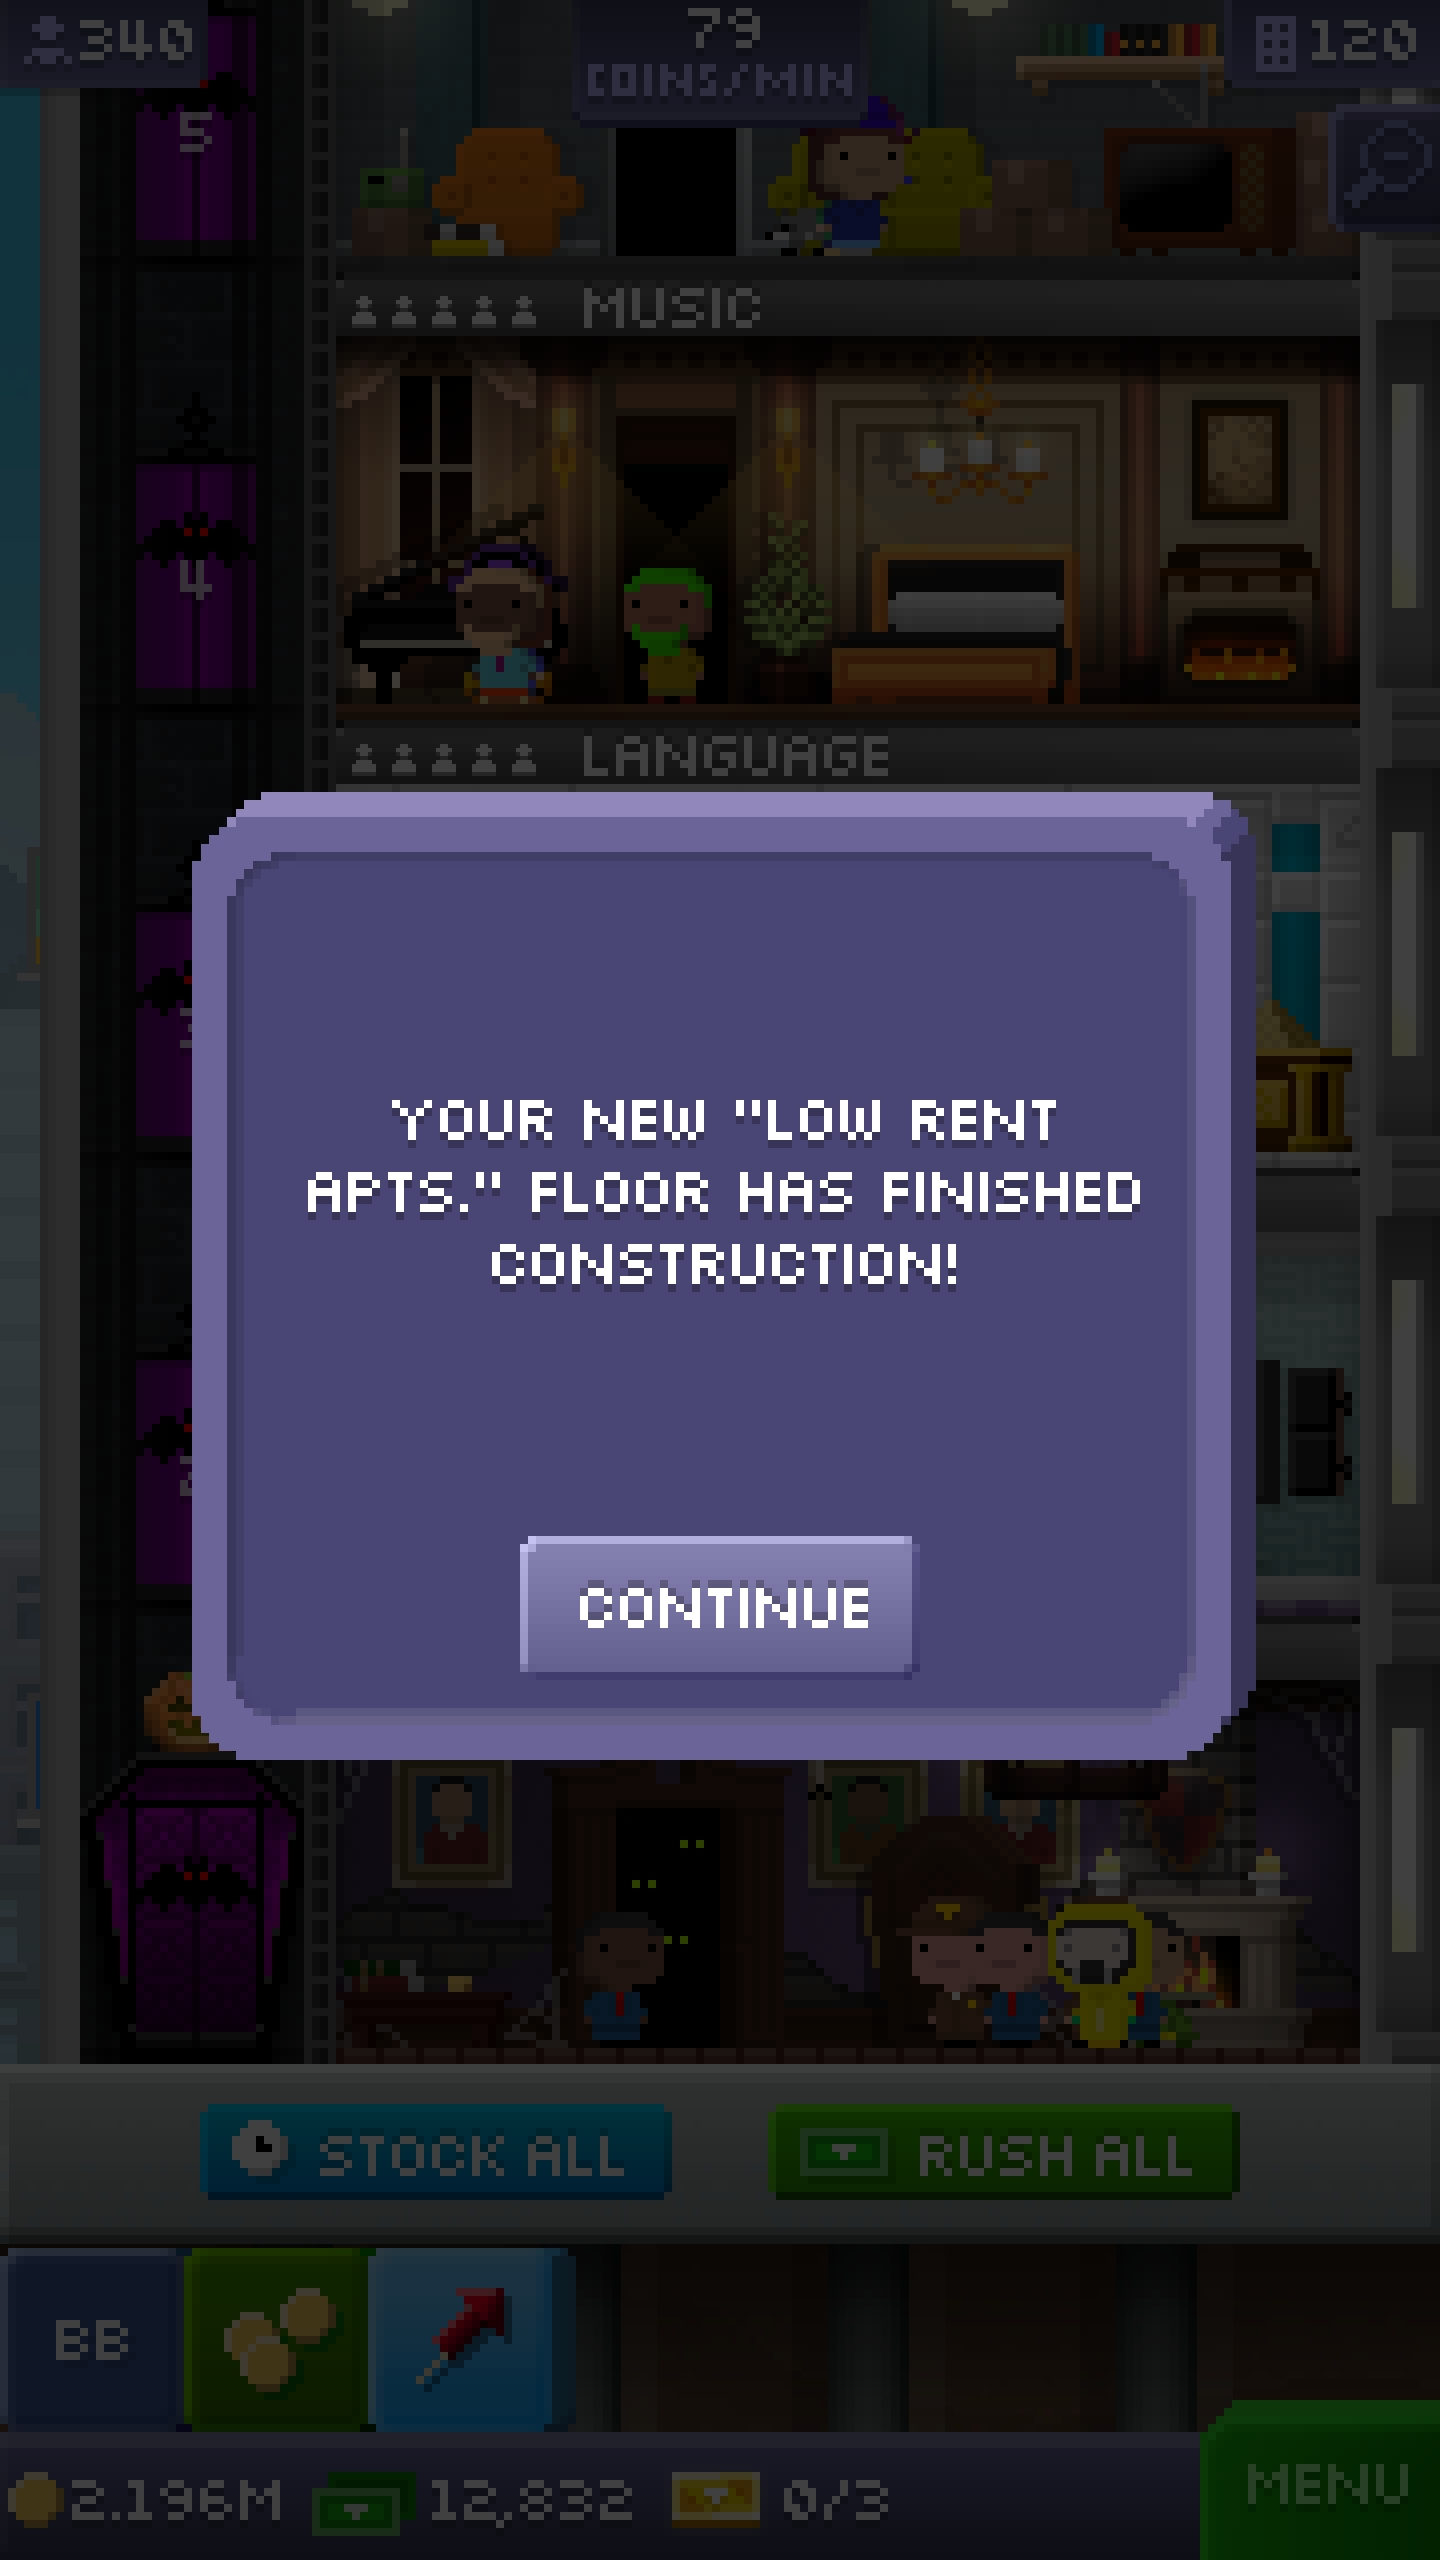 340
79
COINS/MIN
120
5
MUSIC
4
LANGUAGE
YOUR NEW "LOW RENT
APTS." FLOOR HAS FINISHED
CONSTRUCTION!
CONTINUE
STOCK ALL
RUSH ALL
BB
2.196M
12,832
0/3
MENU